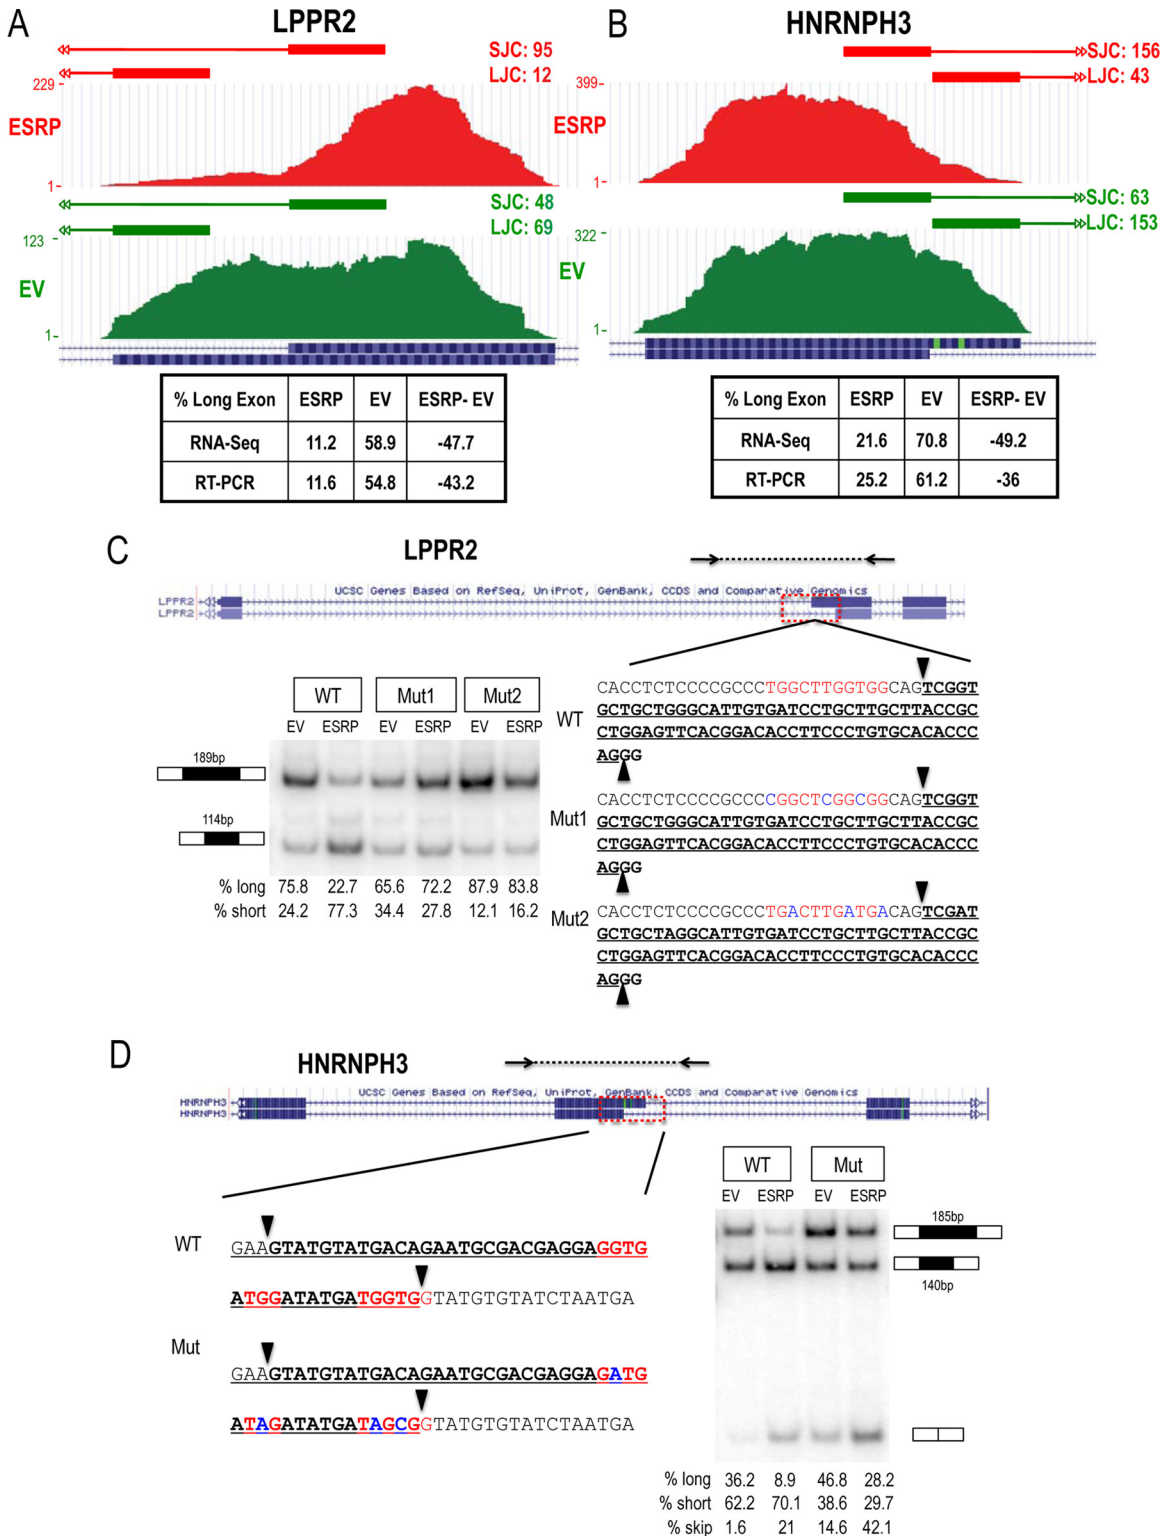 A
LPPR2
SJC: 95
LJC: 12
229
ESRP
1
SJC: 48
LJC: 69
123
EV
1
% Long Exon ESRP EV ESRP- EV
RNA-Seq 11.2 58.9 -47.7
RT-PCR 11.6 54.8 -43.2
B
HNRNPH3
SJC: 156
LJC: 43
399
ESRP
1
SJC: 63
LJC: 153
322
EV
1
% Long Exon ESRP EV ESRP- EV
RNA-Seq 21.6 70.8 -49.2
RT-PCR 25.2 61.2 -36
C
LPPR2
UCSC Genes Based on RefSeq, UniProt, GenBank, CCDS and Comparative Genomics
LPPR2
LPPR2
WT Mut1 Mut2
EV ESRP EV ESRP EV ESRP
189bp
114bp
% long 75.8 22.7 65.6 72.2 87.9 83.8
% short 24.2 77.3 34.4 27.8 12.1 16.2
WT
CACCTCTCCCCGCCCTGGCTTGGTGGCAGTCGGT
GCTGCTGGGCATTGTGATCCTGCTTGCTTACCGC
CTGGAGTTCACGGACACCTTCCCTGTGCACACCC
AGGG
Mut1
CACCTCTCCCCGCCCCGGCTCGGCGGCAGTCGGT
GCTGCTGGGCATTGTGATCCTGCTTGCTTACCGC
CTGGAGTTCACGGACACCTTCCCTGTGCACACCC
AGGG
Mut2
CACCTCTCCCCGCCCTGACTTGATGACAGTCGAT
GCTGCTAGGCATTGTGATCCTGCTTGCTTACCGC
CTGGAGTTCACGGACACCTTCCCTGTGCACACCC
AGGG
D
HNRNPH3
UCSC Genes Based on RefSeq, UniProt, GenBank, CCDS and Comparative Genomics
HNRNPH3
HNRNPH3
WT
GAAGTATGTATGACAGAATGCGACGAGGAGGTG
ATGGATATGATGGTGGTATGTGTATCTAATGA
Mut
GAAGTATGTATGACAGAATGCGACGAGGAGATG
ATAGATATGATAGCGGTATGTGTATCTAATGA
WT Mut
EV ESRP EV ESRP
185bp
140bp
% long 36.2 8.9 46.8 28.2
% short 62.2 70.1 38.6 29.7
% skip 1.6 21 14.6 42.1